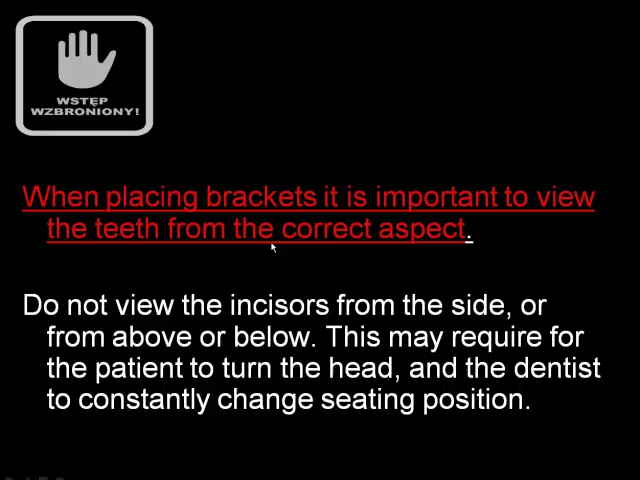 WSTĘP
WZBRONIONY!
When placing brackets it is important to view
the teeth from the correct aspect.
Do not view the incisors from the side, or
from above or below. This may require for
the patient to turn the head, and the dentist
to constantly change seating position.